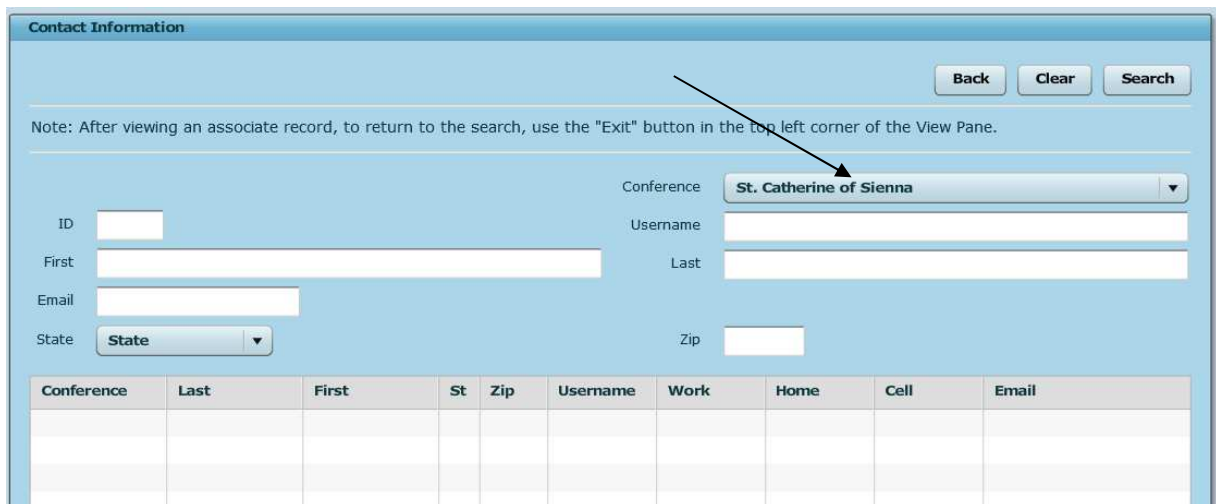 Contact Information
Back Clear Search
Note: After viewing an associate record, to return to the search, use the "Exit" button in the top left corner of the View Pane.
Conference St. Catherine of Sienna
ID Username
First Last
Email
State State Zip
Conference Last First St Zip Username Work Home Cell Email